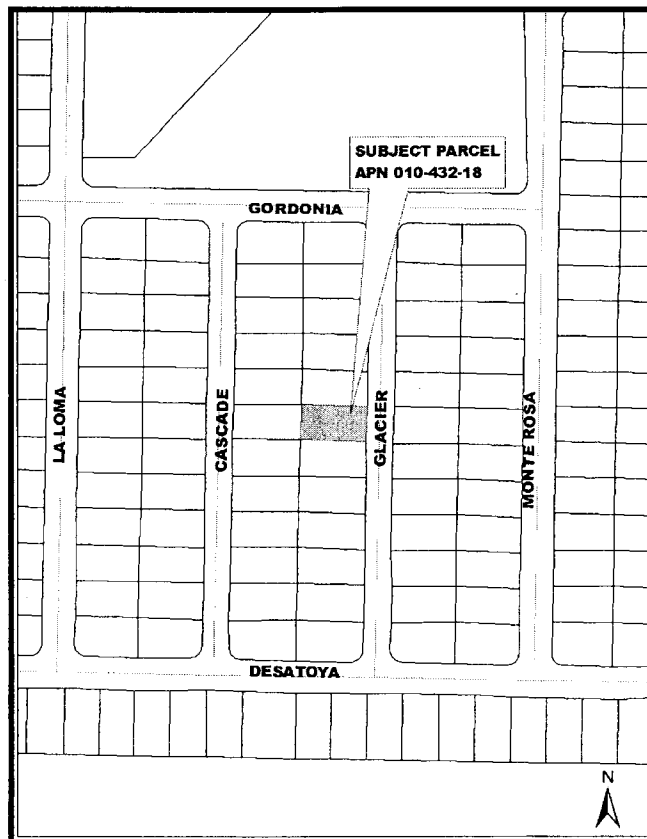 SUBJECT PARCEL
APN 010-432-18
GORDONIA
LA LOMA
CASCADE
GLACIER
MONTE ROSA
DESATOYA
N